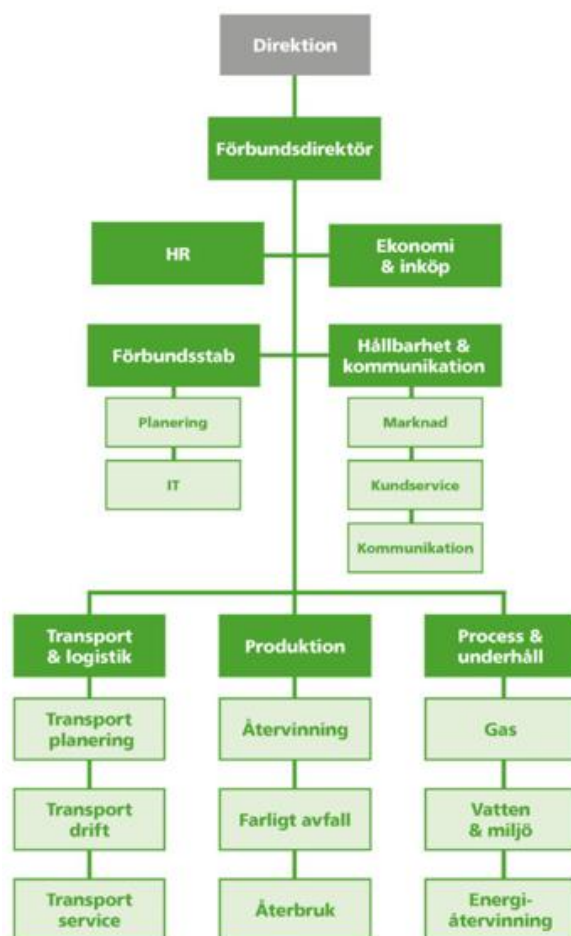 Direktion
Förbundsdirektör
HR
Ekonomi
& inköp
Förbundsstab
Hållbarhet &
kommunikation
Planering
IT
Marknad
Kundservice
Kommunikation
Transport
& logistik
Transport
planering
Transport
drift
Transport
service
Produktion
Återvinning
Farligt avfall
Återbruk
Process &
underhåll
Gas
Vatten
& miljö
Energi-
återvinning